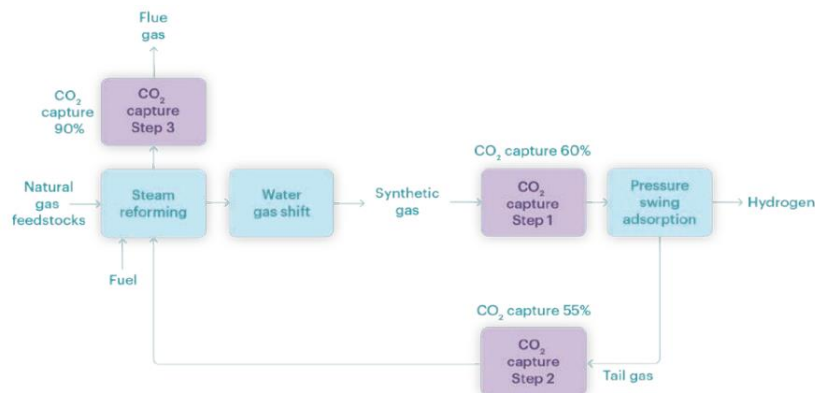 Flue
gas
CO₂
capture
90%
CO₂
capture
Step 3
CO₂ capture 60%
Natural
gas
feedstocks
Steam
reforming
Water
gas shift
Synthetic
gas
CO₂
capture
Step 1
Pressure
swing
adsorption
Hydrogen
Fuel
CO₂ capture 55%
CO₂
capture
Step 2
Tail gas